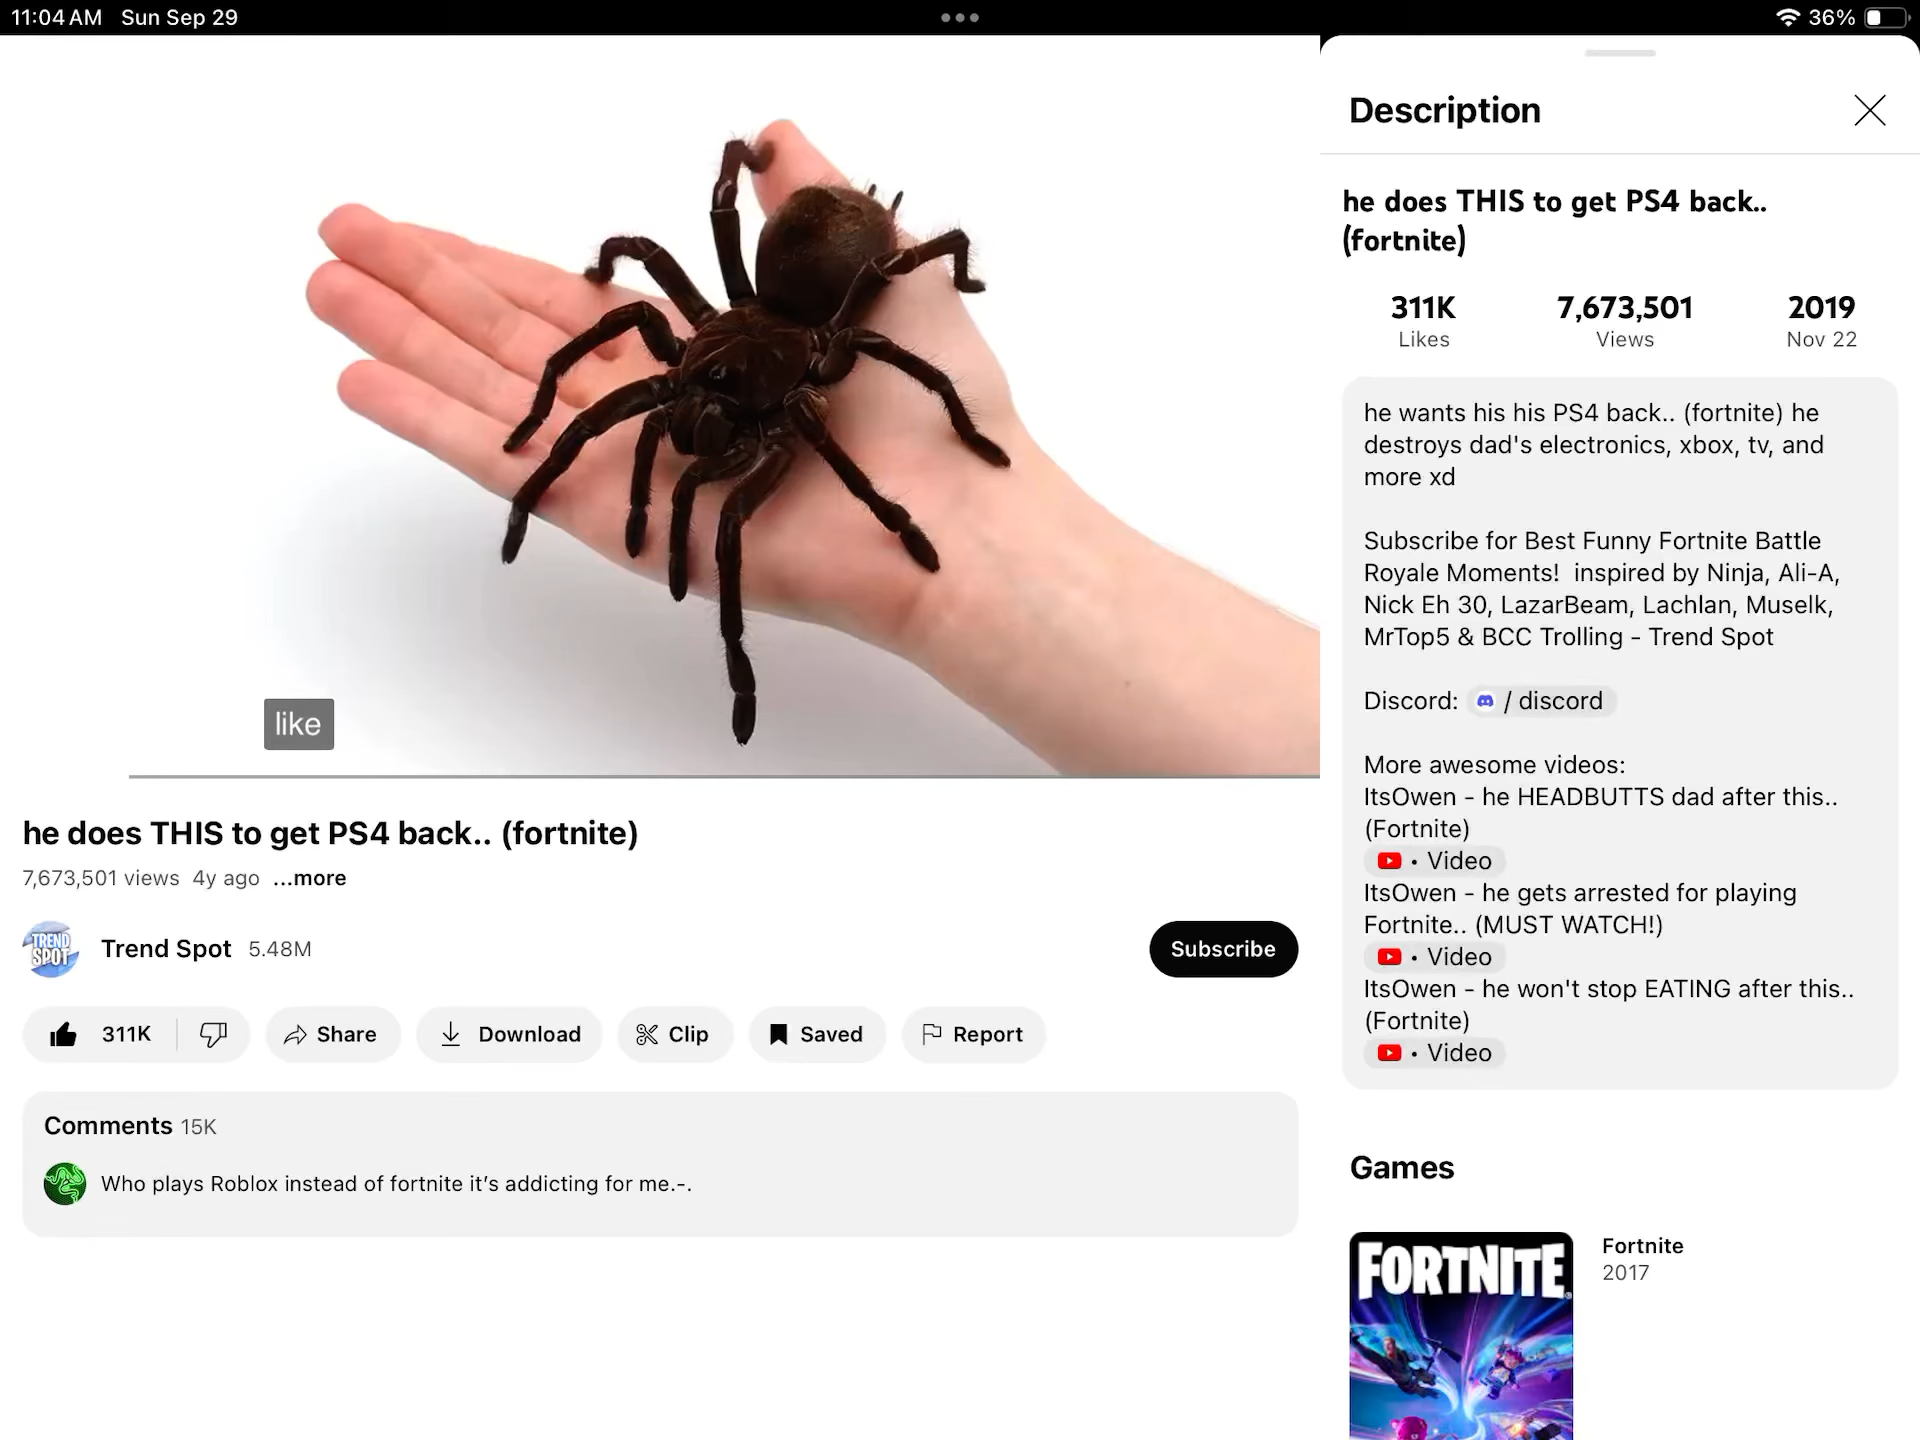 11:04 AM Sun Sep 29
36%
like
he does THIS to get PS4 back.. (fortnite)
7,673,501 views 4y ago ...more
TREND
SPOT
Trend Spot 5.48M
Subscribe
311K
Share
Download
Clip
Saved
Report
Comments 15K
Who plays Roblox instead of fortnite it's addicting for me.-.
Description
he does THIS to get PS4 back..
(fortnite)
311K
Likes
7,673,501
Views
2019
Nov 22
he wants his his PS4 back.. (fortnite) he
destroys dad's electronics, xbox, tv, and
more xd
Subscribe for Best Funny Fortnite Battle
Royale Moments!  inspired by Ninja, Ali-A,
Nick Eh 30, LazarBeam, Lachlan, Muselk,
MrTop5 & BCC Trolling - Trend Spot
Discord: / discord
More awesome videos:
ItsOwen - he HEADBUTTS dad after this..
(Fortnite)
• Video
ItsOwen - he gets arrested for playing
Fortnite.. (MUST WATCH!)
• Video
ItsOwen - he won't stop EATING after this..
(Fortnite)
• Video
Games
FORTNITE
Fortnite
2017